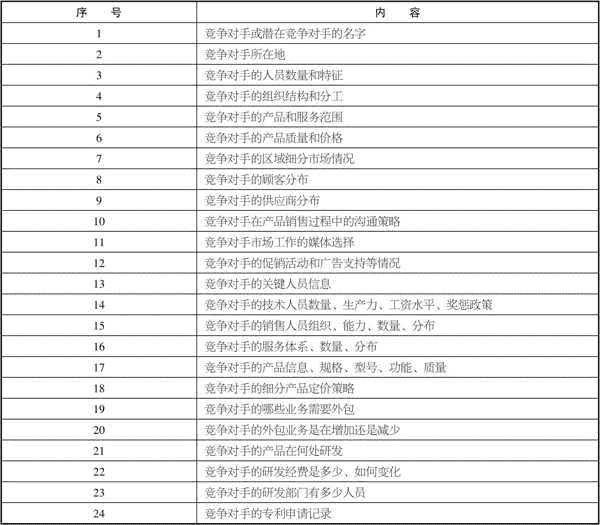 序 号 内 容
1 竞争对手或潜在竞争对手的名字
2 竞争对手所在地
3 竞争对手的人员数量和特征
4 竞争对手的组织结构和分工
5 竞争对手的产品和服务范围
6 竞争对手的产品质量和价格
7 竞争对手的区域细分市场情况
8 竞争对手的顾客分布
9 竞争对手的供应商分布
10 竞争对手在产品销售过程中的沟通策略
11 竞争对手市场工作的媒体选择
12 竞争对手的促销活动和广告支持等情况
13 竞争对手的关键人员信息
14 竞争对手的技术人员数量、生产力、工资水平、奖惩政策
15 竞争对手的销售人员组织、能力、数量、分布
16 竞争对手的服务体系、数量、分布
17 竞争对手的产品信息、规格、型号、功能、质量
18 竞争对手的细分产品定价策略
19 竞争对手的哪些业务需要外包
20 竞争对手的外包业务是在增加还是减少
21 竞争对手的产品在何处研发
22 竞争对手的研发经费是多少、如何变化
23 竞争对手的研发部门有多少人员
24 竞争对手的专利申请记录